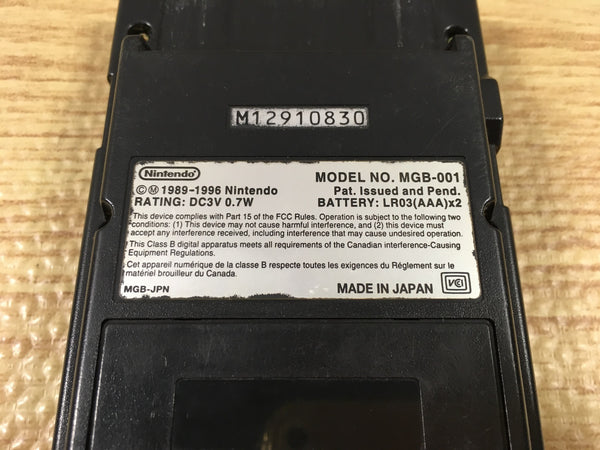 M12910830
Nintendo
MODEL NO. MGB-001
©Ⓜ 1989-1996 Nintendo
Pat. Issued and Pend.
RATING: DC3V 0.7W
BATTERY: LR03(AAA)x2
This device complies with Part 15 of the FCC Rules. Operation is subject to the following two
conditions: (1) This device may not cause harmful interference, and (2) this device must
accept any interference received, including interference that may cause undesired operation.
This Class B digital apparatus meets all requirements of the Canadian interference-Causing
Equipment Regulations.
Cet appareil numérique de la classe B respecte toutes les exigences du Réglement sur le
matériel brouilleur du Canada.
MGB-JPN
MADE IN JAPAN
VCI